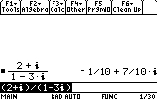 F1▾ Tools F2▾ Algebra F3▾ Calc F4▾ Other F5 PrgmIO F6▾ Clean Up
■ (2 + i)/(1 − 3·i)    −1/10 + 7/10·i
(2+i)/(1-3i)
MAIN RAD AUTO FUNC 1/30